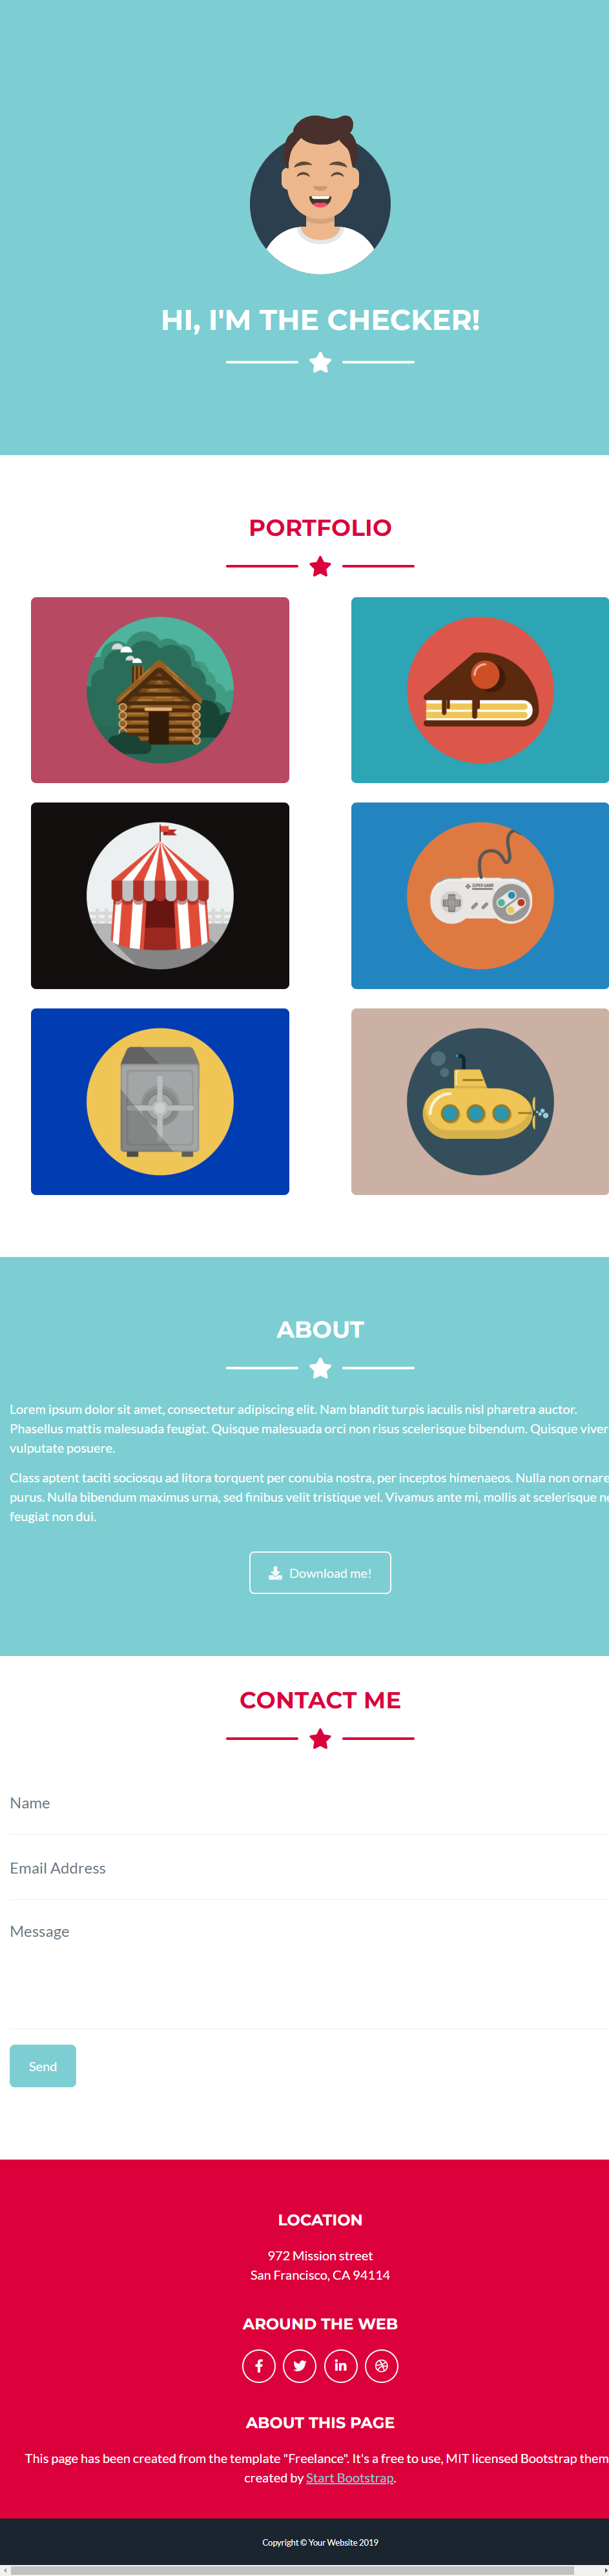 HI, I'M THE CHECKER!
PORTFOLIO
SUPER GAME
ABOUT
Lorem ipsum dolor sit amet, consectetur adipiscing elit. Nam blandit turpis iaculis nisl pharetra auctor.
Phasellus mattis malesuada feugiat. Quisque malesuada orci non risus scelerisque bibendum. Quisque viver
vulputate posuere.
Class aptent taciti sociosqu ad litora torquent per conubia nostra, per inceptos himenaeos. Nulla non ornare
purus. Nulla bibendum maximus urna, sed finibus velit tristique vel. Vivamus ante mi, mollis at scelerisque
feugiat non dui.
Download me!
CONTACT ME
Name
Email Address
Message
Send
LOCATION
972 Mission street
San Francisco, CA 94114
AROUND THE WEB
ABOUT THIS PAGE
This page has been created from the template "Freelance". It's a free to use, MIT licensed Bootstrap them
created by Start Bootstrap.
Copyright © Your Website 2019